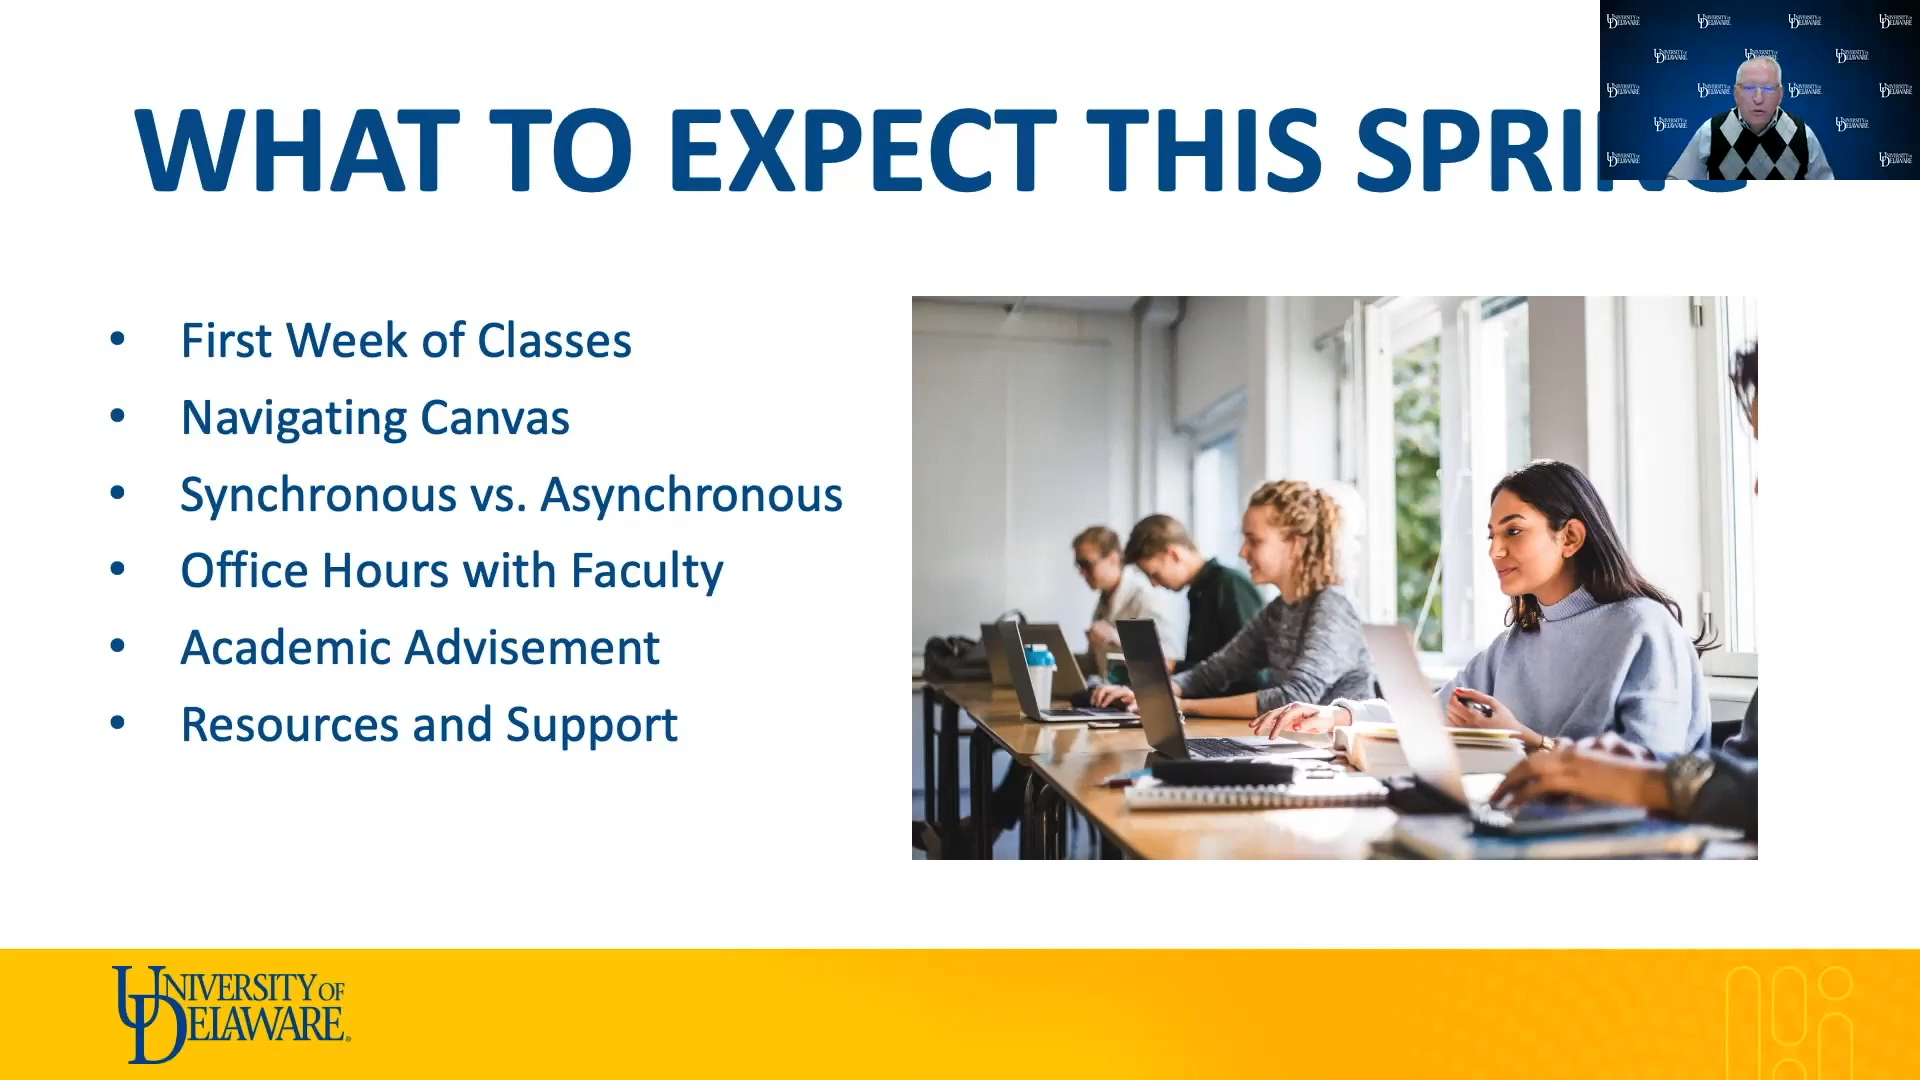 WHAT TO EXPECT THIS SPRING
• First Week of Classes
• Navigating Canvas
• Synchronous vs. Asynchronous
• Office Hours with Faculty
• Academic Advisement
• Resources and Support
UNIVERSITY OF
DELAWARE®